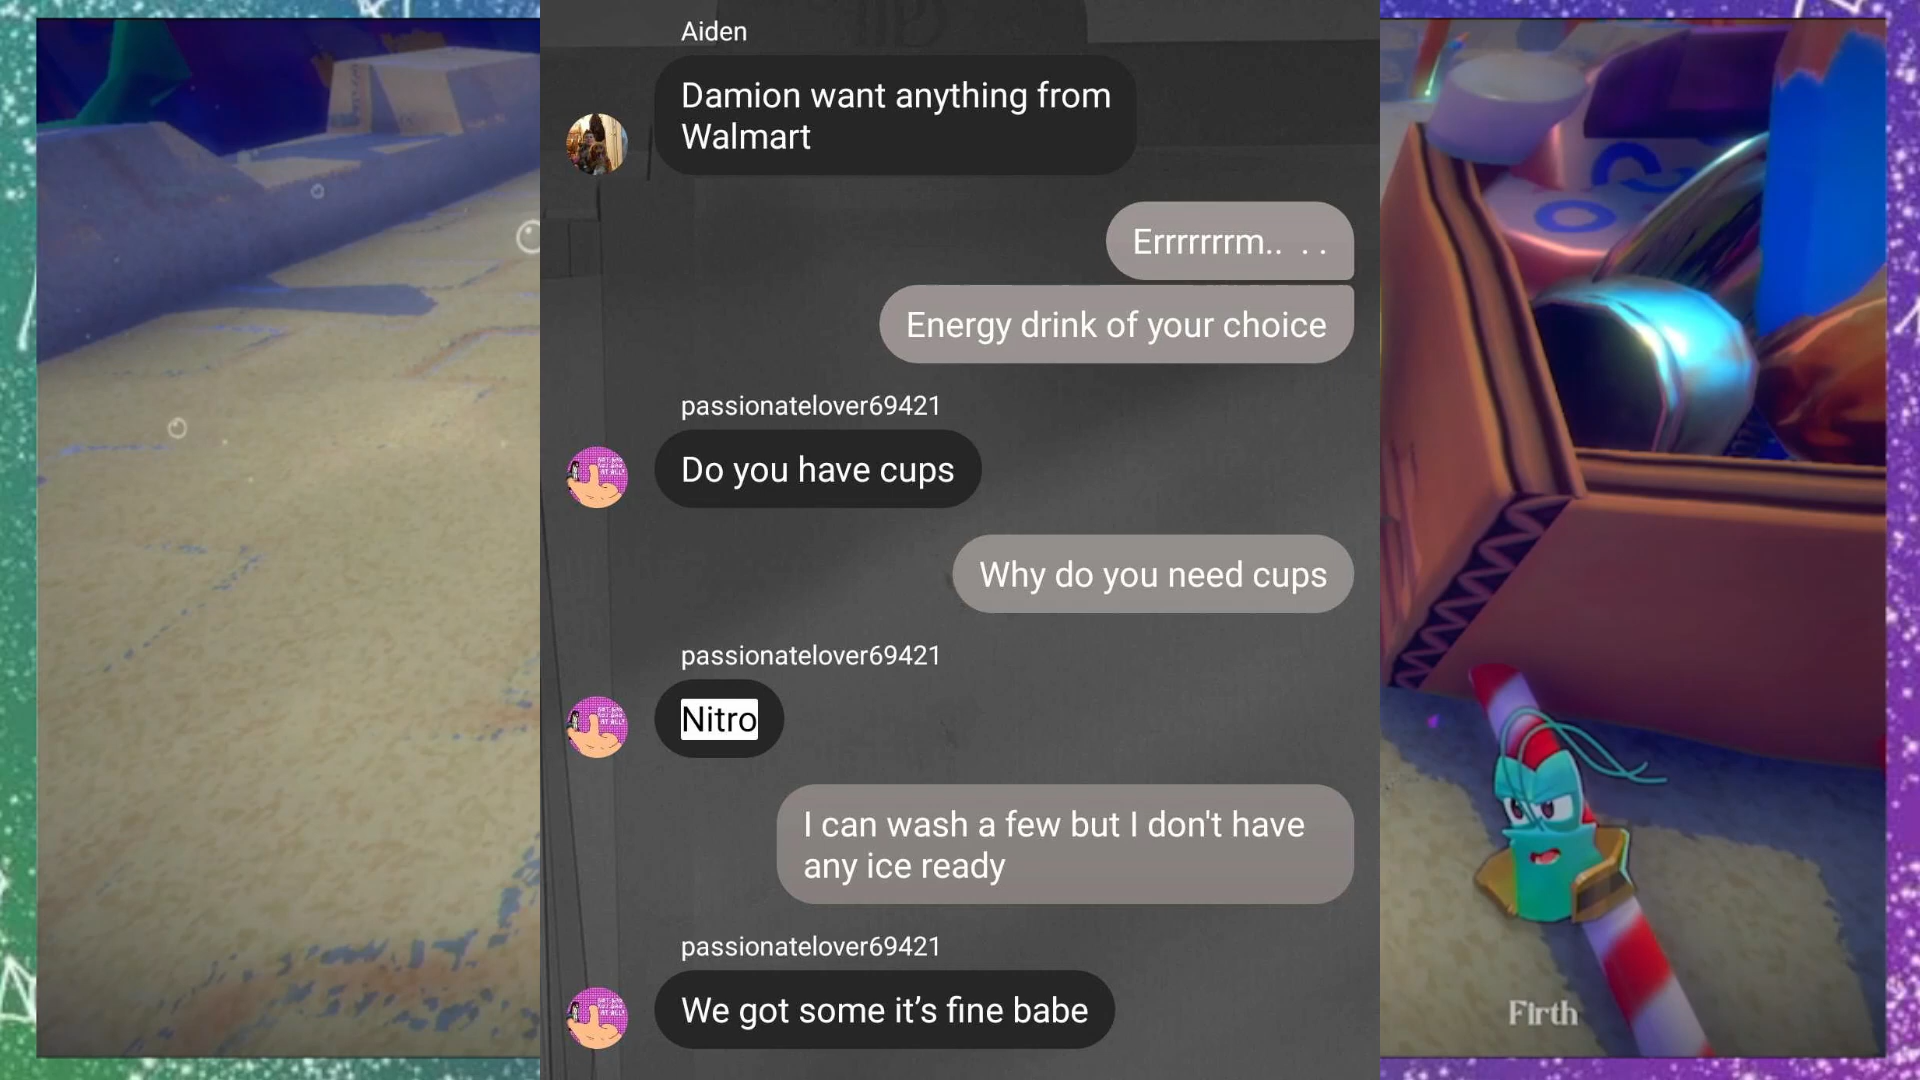 Aiden
Damion want anything from
Walmart
Errrrrrrm..  . .
Energy drink of your choice
passionatelover69421
Do you have cups
Why do you need cups
passionatelover69421
Nitro
I can wash a few but I don't have
any ice ready
passionatelover69421
We got some it’s fine babe
Firth